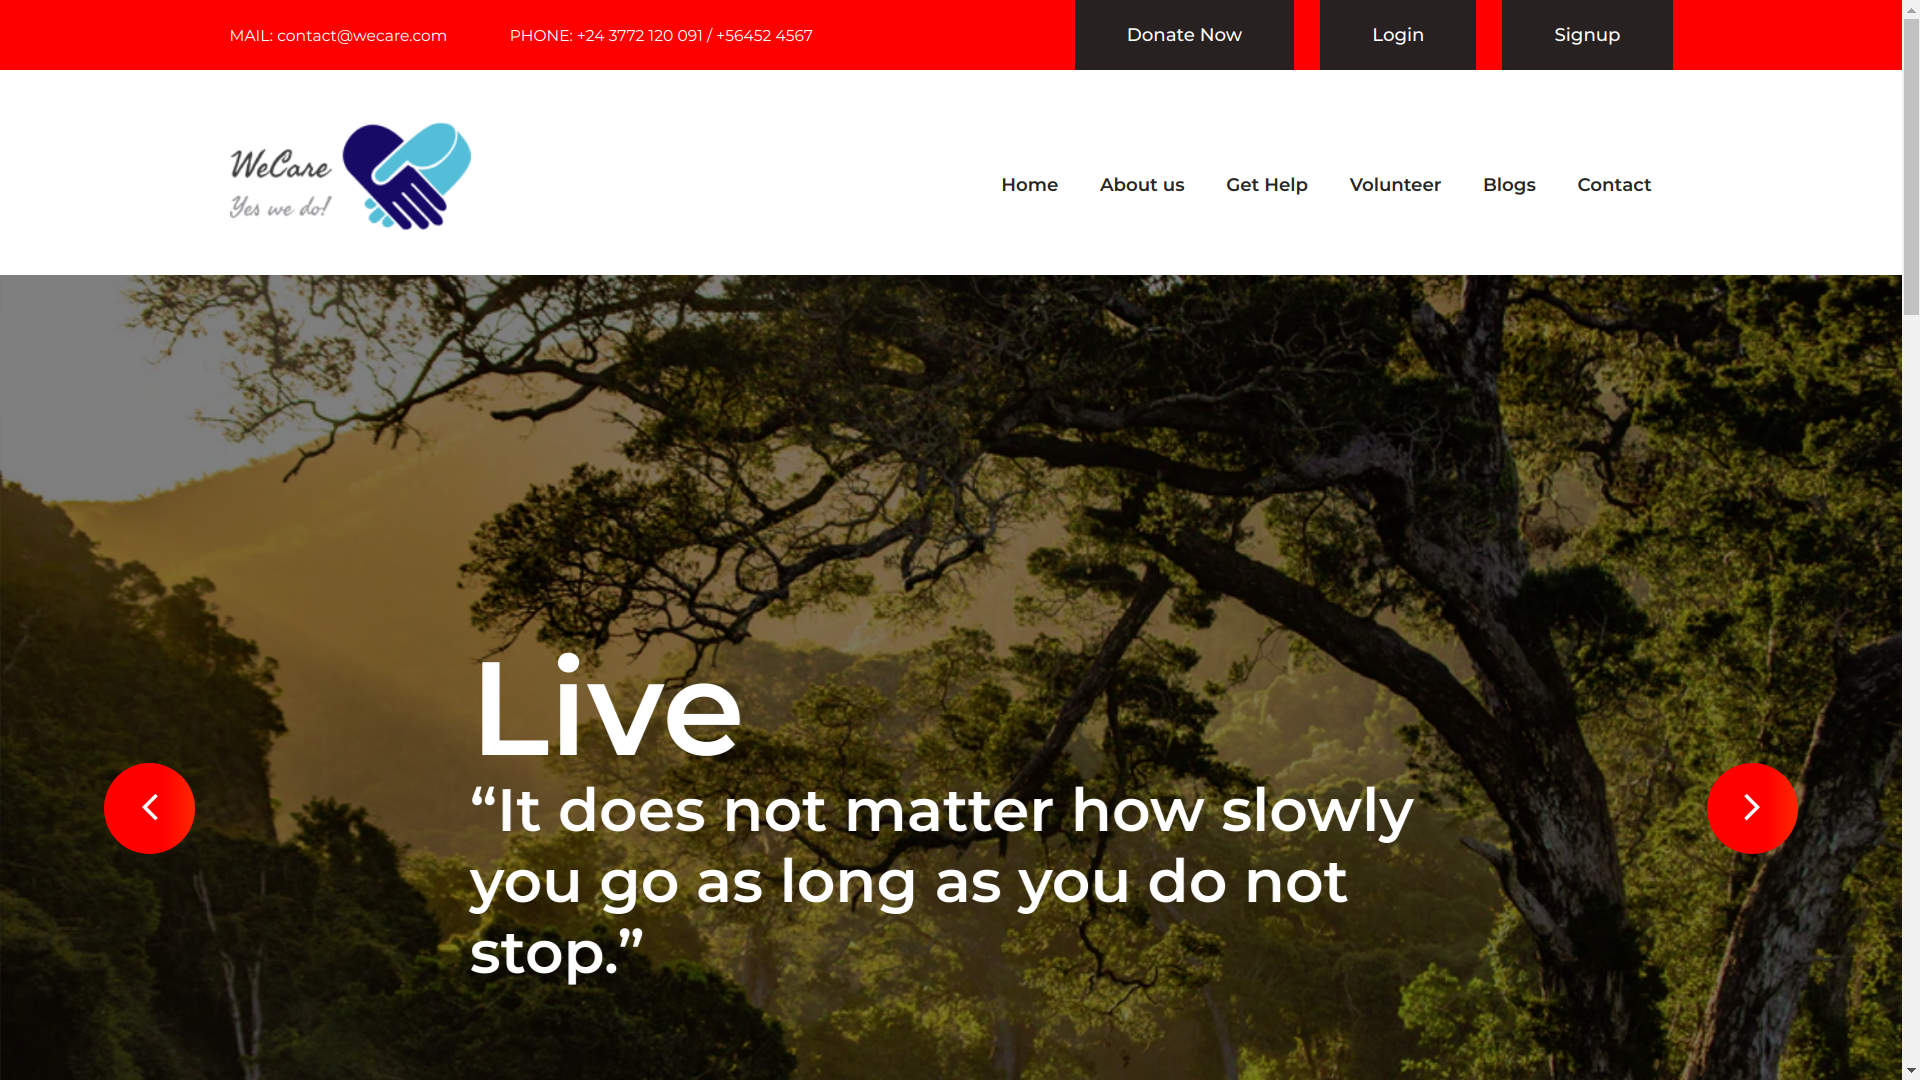 MAIL: contact@wecare.com
PHONE: +24 3772 120 091 / +56452 4567
Donate Now
Login
Signup
WeCare
Yes we do!
Home
About us
Get Help
Volunteer
Blogs
Contact
Live
“It does not matter how slowly
you go as long as you do not
stop.”